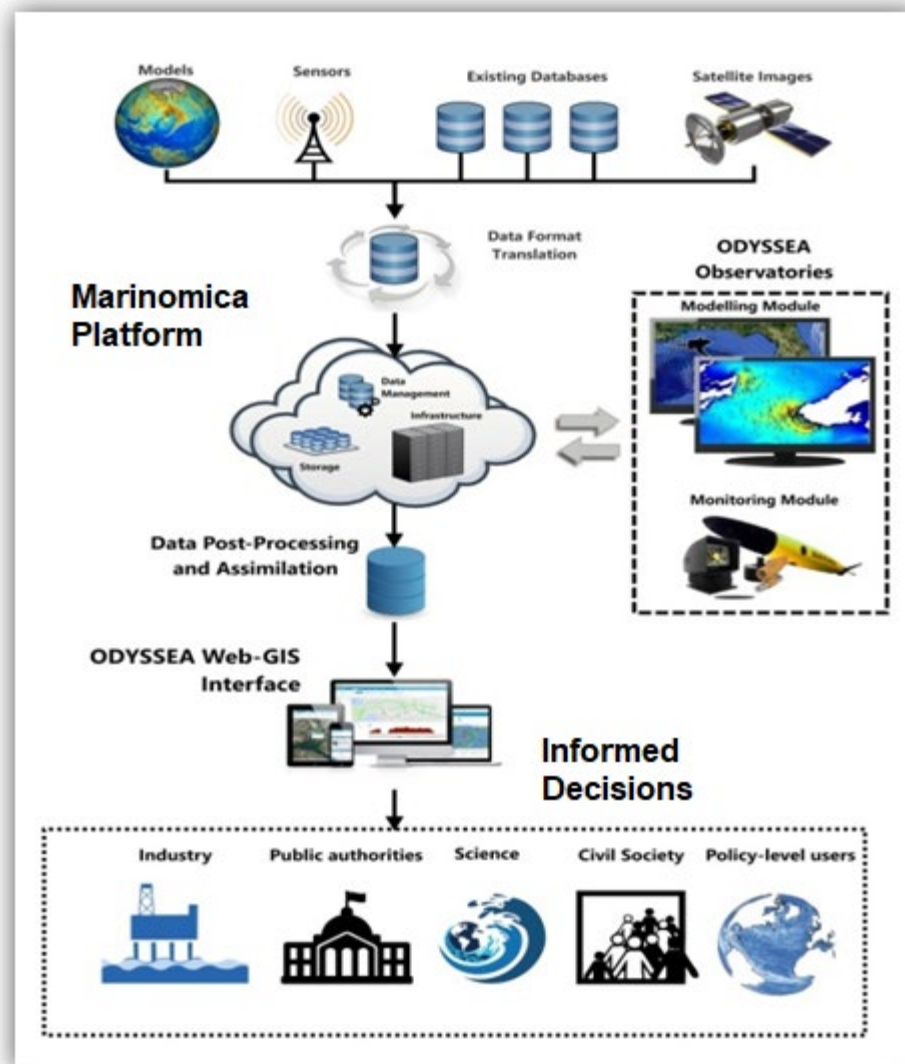 Models
Sensors
Existing Databases
Satellite Images
Data Format
Translation
ODYSSEA
Observatories
Marinomica
Platform
Modelling Module
Data
Management
Infrastructure
Storage
Monitoring Module
Data Post-Processing
and Assimilation
ODYSSEA Web-GIS
Interface
Informed
Decisions
Industry
Public authorities
Science
Civil Society
Policy-level users